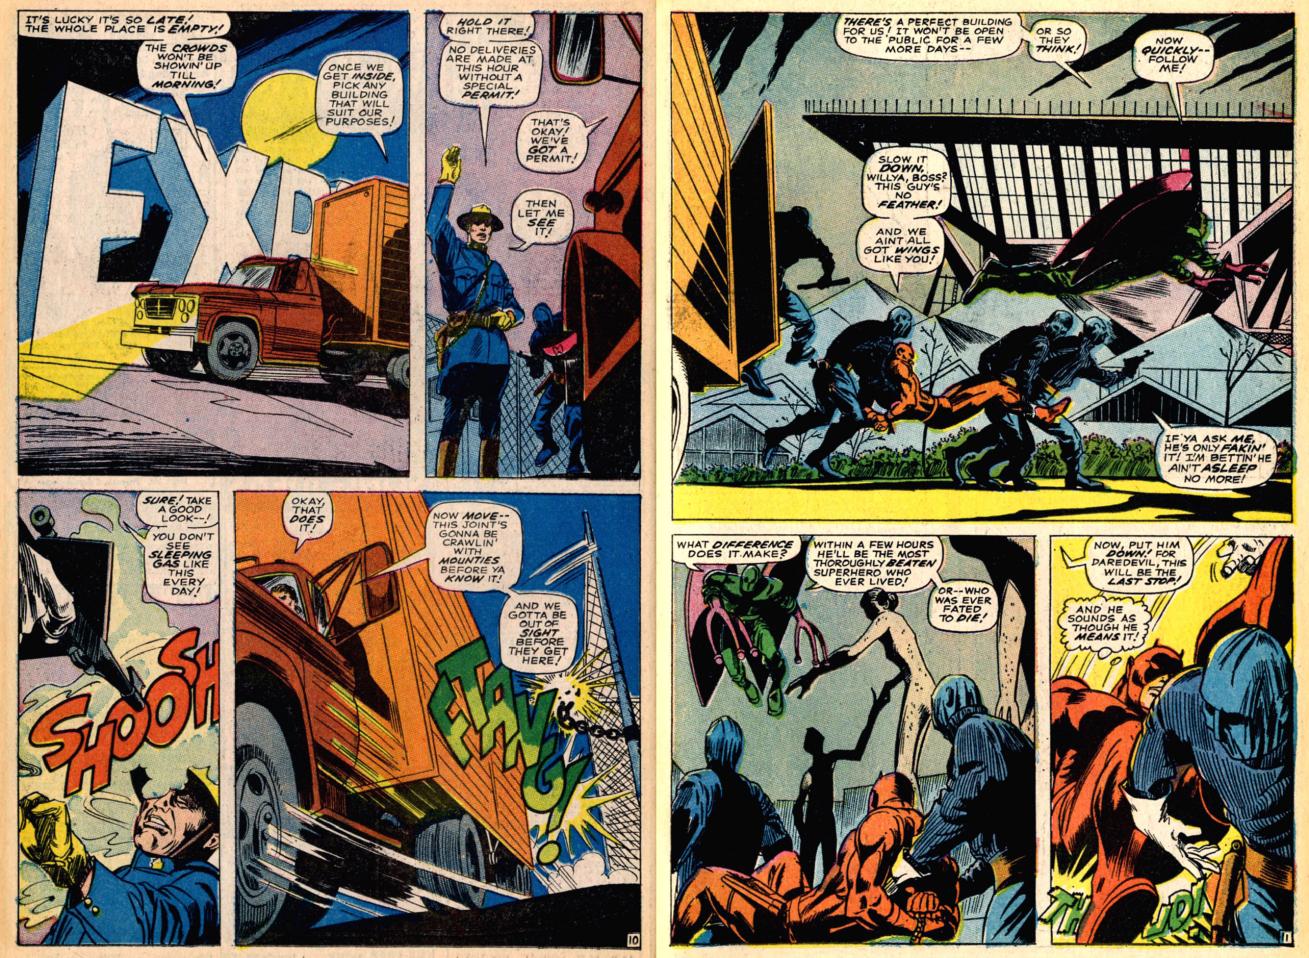 IT'S LUCKY IT'S SO LATE!
THE WHOLE PLACE IS EMPTY!
THE CROWDS
WON'T BE
SHOWIN' UP
TILL
MORNING!
ONCE WE
GET INSIDE,
PICK ANY
BUILDING
THAT WILL
SUIT OUR
PURPOSES!
EXP
HOLD IT
RIGHT THERE!
NO DELIVERIES
ARE MADE AT
THIS HOUR
WITHOUT A
SPECIAL
PERMIT!
THAT'S
OKAY!
WE'VE
GOT A
PERMIT!
THEN
LET ME
SEE
IT!
SURE! TAKE
A GOOD
LOOK--!
YOU DON'T
SEE
SLEEPING
GAS LIKE
THIS
EVERY
DAY!
SHOOSH
OKAY,
THAT
DOES
IT!
NOW MOVE--
THIS JOINT'S
GONNA BE
CRAWLIN'
WITH
MOUNTIES
BEFORE YA
KNOW IT!
AND WE
GOTTA BE
OUT OF
SIGHT
BEFORE
THEY GET
HERE!
FTANG!
10
THERE'S A PERFECT BUILDING
FOR US! IT WON'T BE OPEN
TO THE PUBLIC FOR A FEW
MORE DAYS--
OR SO
THEY
THINK!
NOW
QUICKLY--
FOLLOW
ME!
SLOW IT
DOWN,
WILLYA, BOSS?
THIS GUY'S
NO
FEATHER!
AND WE
AINT ALL
GOT WINGS
LIKE YOU!
IF YA ASK ME,
HE'S ONLY FAKIN'
IT! I'M BETTIN' HE
AIN'T ASLEEP
NO MORE!
WHAT DIFFERENCE
DOES IT MAKE?
WITHIN A FEW HOURS
HE'LL BE THE MOST
THOROUGHLY BEATEN
SUPERHERO WHO
EVER LIVED!
OR--WHO
WAS EVER
FATED
TO DIE!
NOW, PUT HIM
DOWN! FOR
DAREDEVIL, THIS
WILL BE THE
LAST STOP!
AND HE
SOUNDS AS
THOUGH HE
MEANS IT!
TH UD!
11